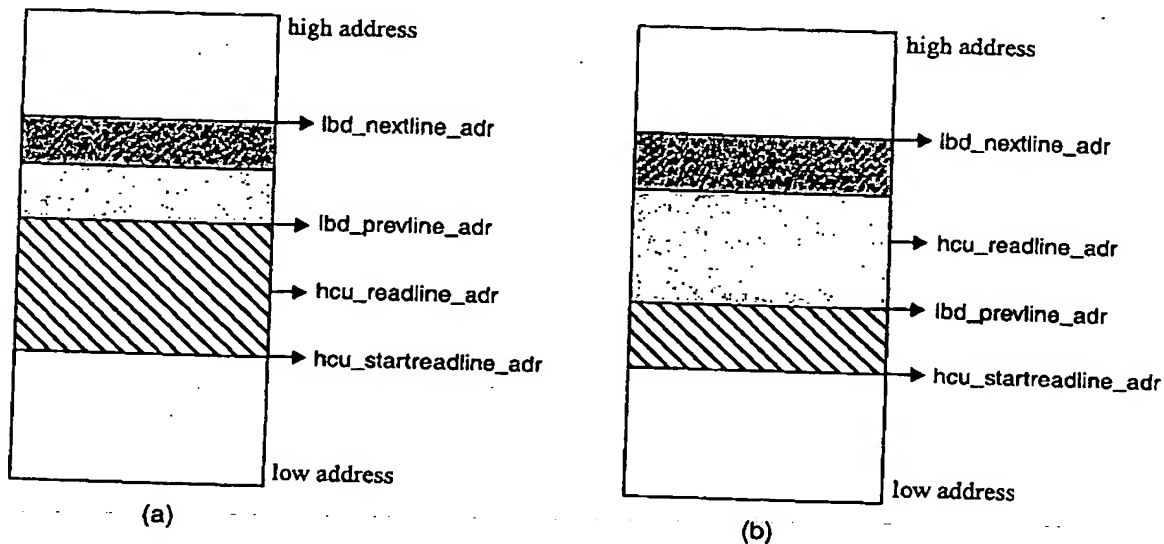 high address
lbd_nextline_adr
lbd_prevline_adr
hcu_readline_adr
hcu_startreadline_adr
low address
(a)
high address
lbd_nextline_adr
hcu_readline_adr
lbd_prevline_adr
hcu_startreadline_adr
low address
(b)